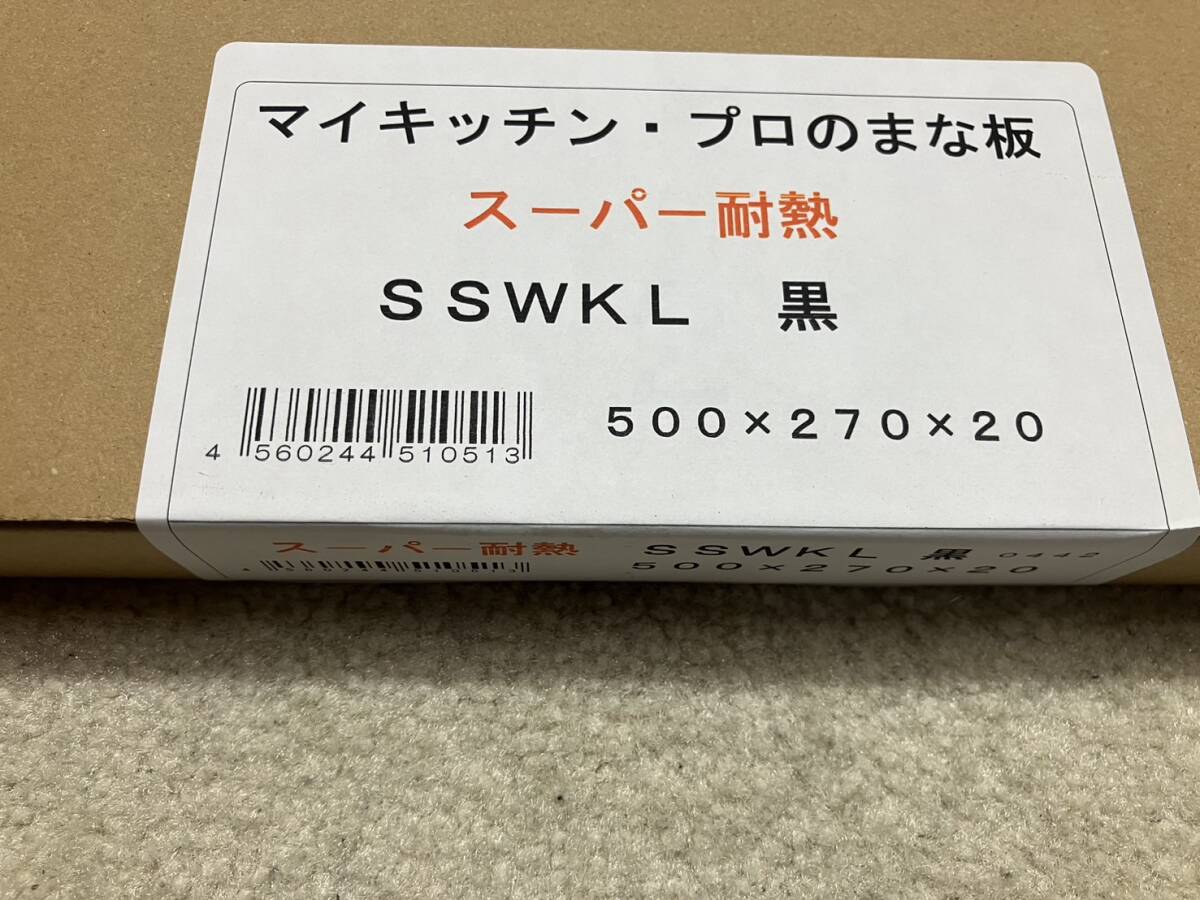 マイキッチン・プロのまな板
スーパー耐熱
ＳＳＷＫＬ　黒
4 560244 510513
５００×２７０×２０
スーパー耐熱
ＳＳＷＫＬ　黒 0442
５００×２７０×２０